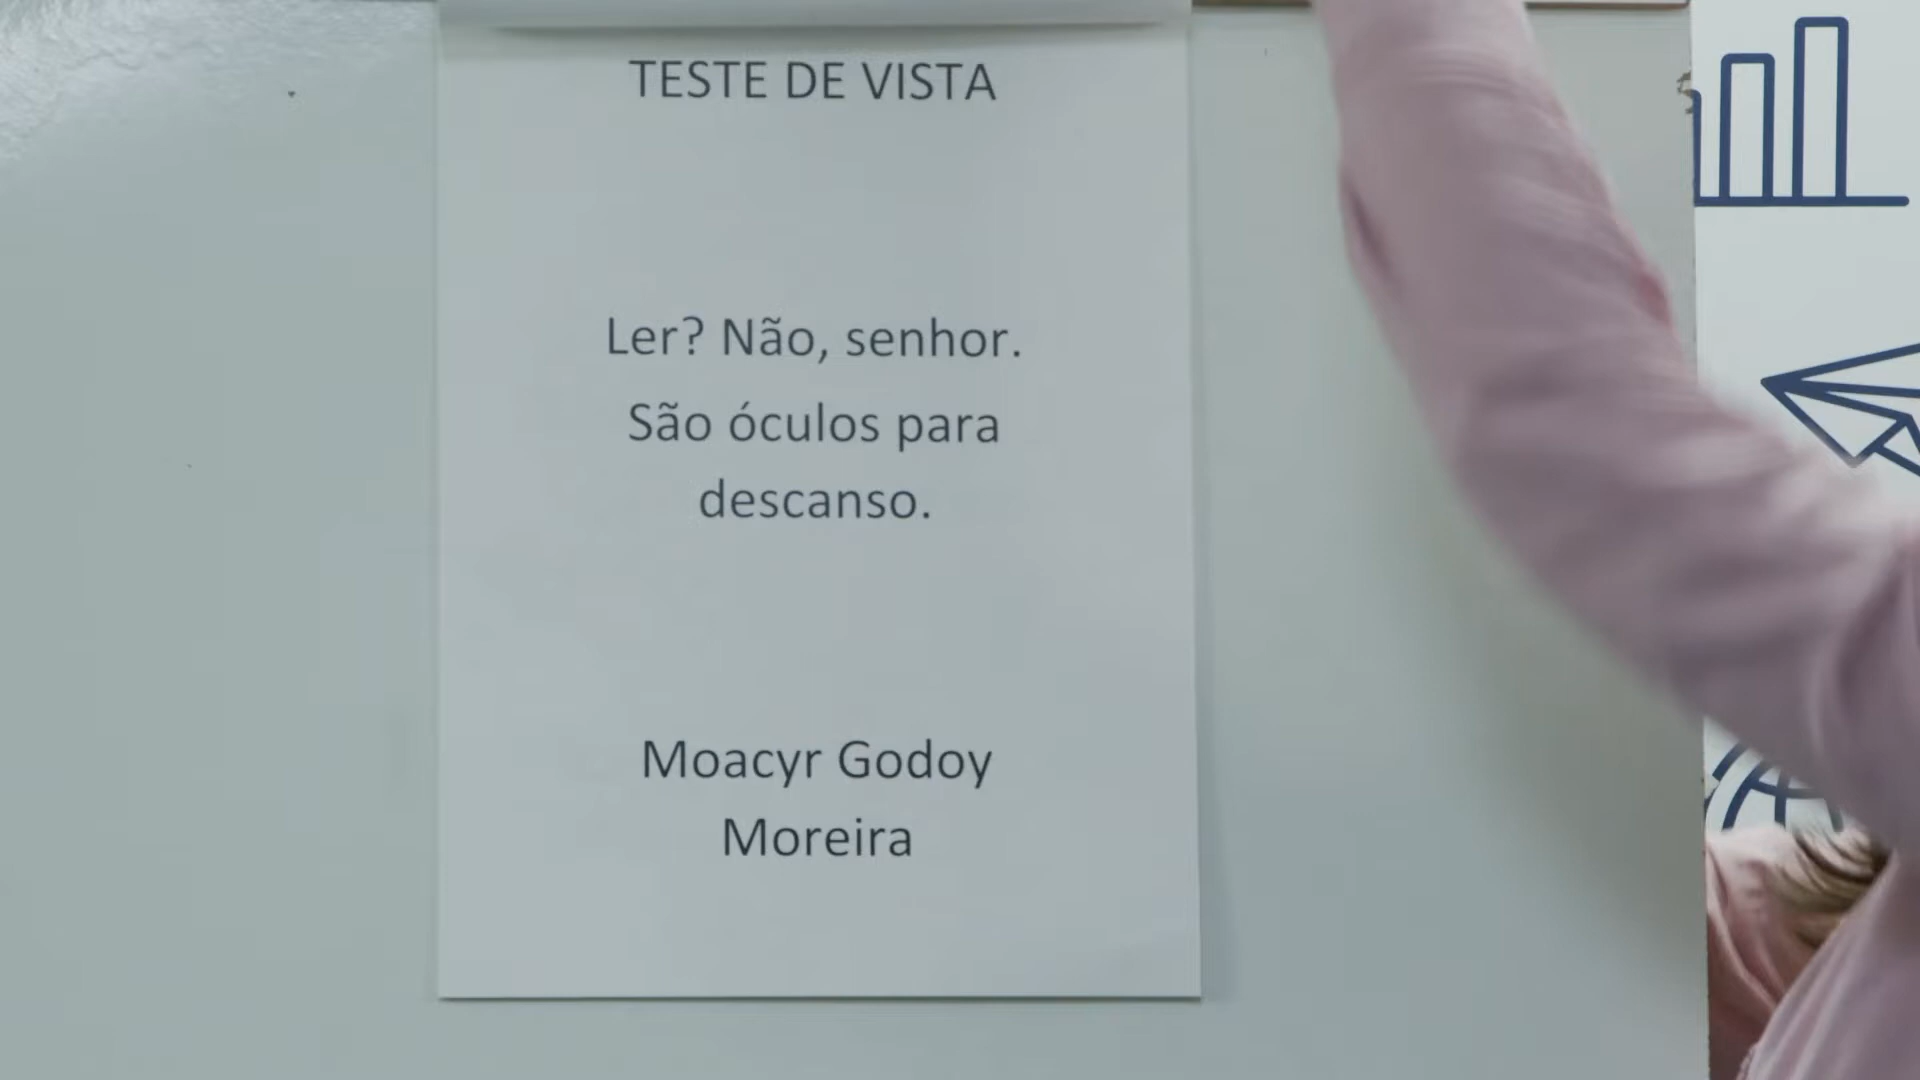 TESTE DE VISTA
Ler? Não, senhor.
São óculos para
descanso.
Moacyr Godoy
Moreira